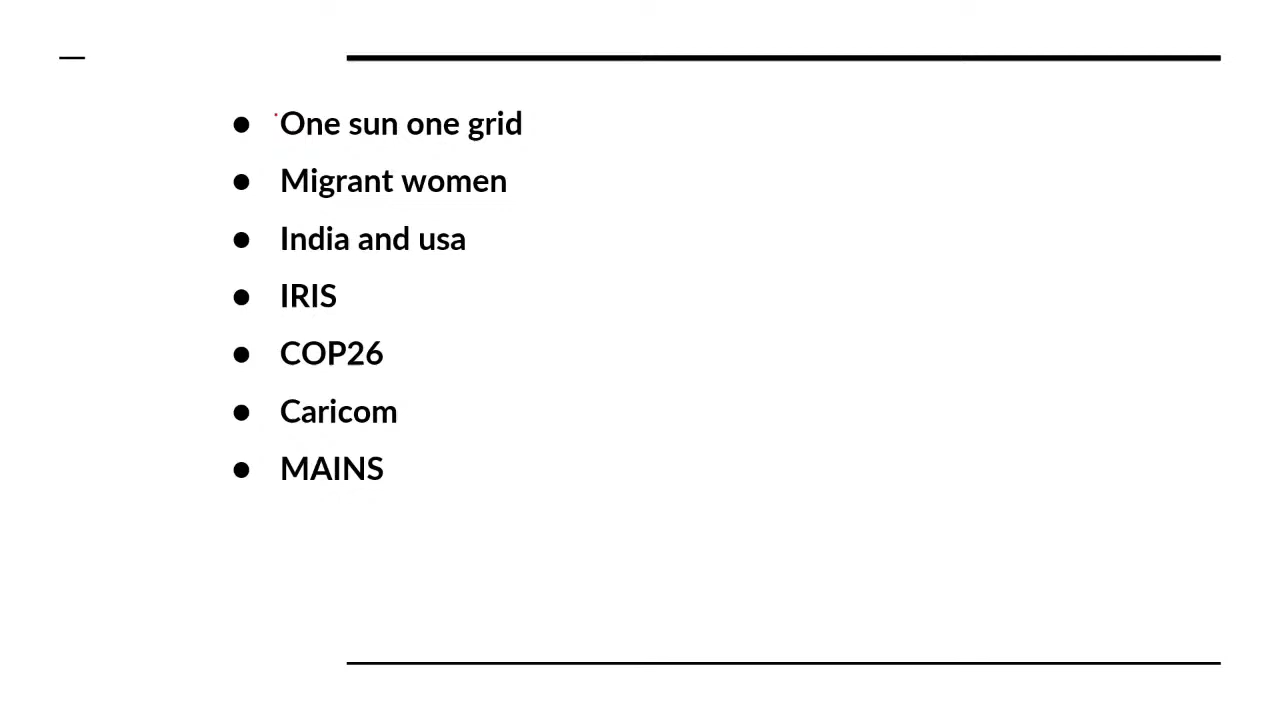 ● One sun one grid
● Migrant women
● India and usa
● IRIS
● COP26
● Caricom
● MAINS